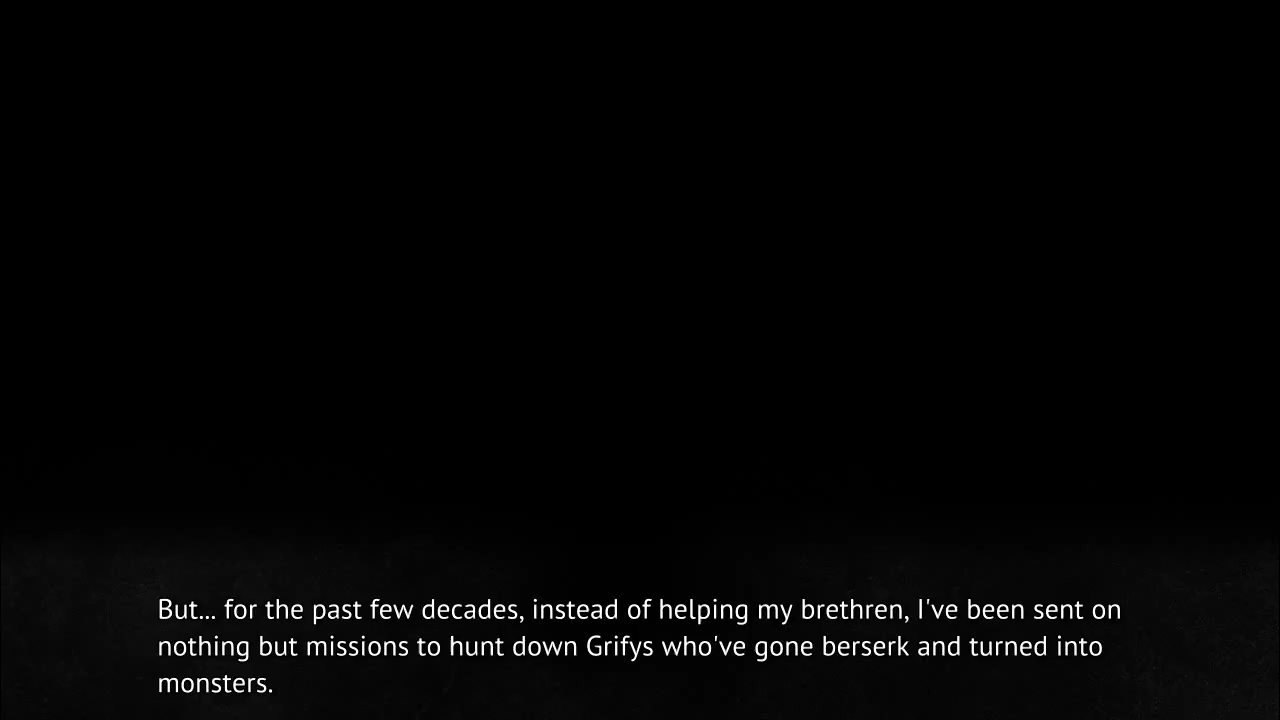 But... for the past few decades, instead of helping my brethren, I've been sent on
nothing but missions to hunt down Grifys who've gone berserk and turned into
monsters.